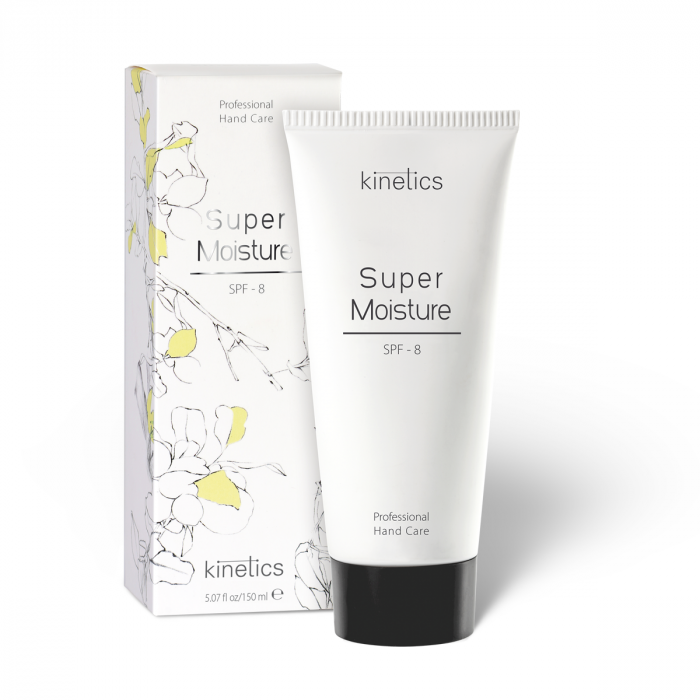 Professional
Hand Care
Super
Moisture
SPF - 8
kinetics
5.07 fl oz/150 ml ℮
kinetics
Super
Moisture
SPF - 8
Professional
Hand Care